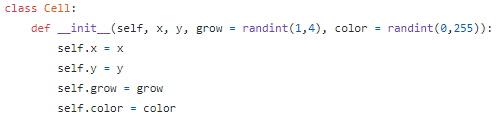 class Cell:
    def __init__(self, x, y, grow = randint(1,4), color = randint(0,255)):
        self.x = x
        self.y = y
        self.grow = grow
        self.color = color